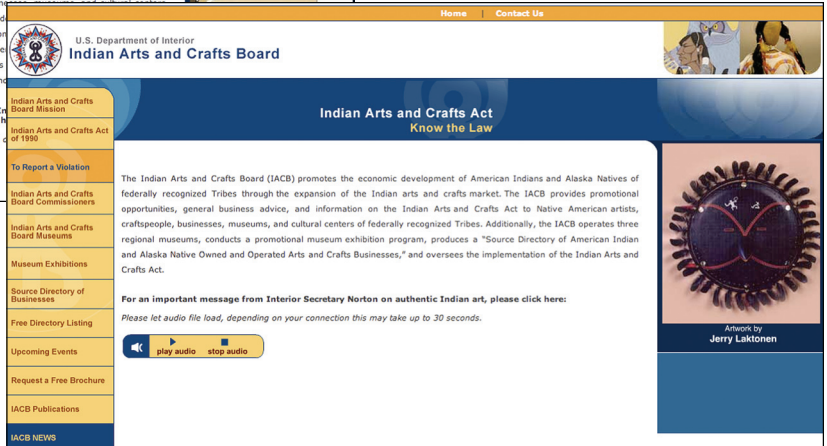 Home | Contact Us
U.S. Department of Interior
Indian Arts and Crafts Board
Indian Arts and Crafts Act
Know the Law
Indian Arts and Crafts
Board Mission
Indian Arts and Crafts Act
of 1990
To Report a Violation
Indian Arts and Crafts
Board Commissioners
Indian Arts and Crafts
Board Museums
Museum Exhibitions
Source Directory of
Businesses
Free Directory Listing
Upcoming Events
Request a Free Brochure
IACB Publications
IACB NEWS
The Indian Arts and Crafts Board (IACB) promotes the economic development of American Indians and Alaska Natives of
federally recognized Tribes through the expansion of the Indian arts and crafts market. The IACB provides promotional
opportunities, general business advice, and information on the Indian Arts and Crafts Act to Native American artists,
craftspeople, businesses, museums, and cultural centers of federally recognized Tribes. Additionally, the IACB operates three
regional museums, conducts a promotional museum exhibition program, produces a “Source Directory of American Indian
and Alaska Native Owned and Operated Arts and Crafts Businesses,” and oversees the implementation of the Indian Arts and
Crafts Act.
For an important message from Interior Secretary Norton on authentic Indian art, please click here:
Please let audio file load, depending on your connection this may take up to 30 seconds.
play audio stop audio
Artwork by
Jerry Laktonen